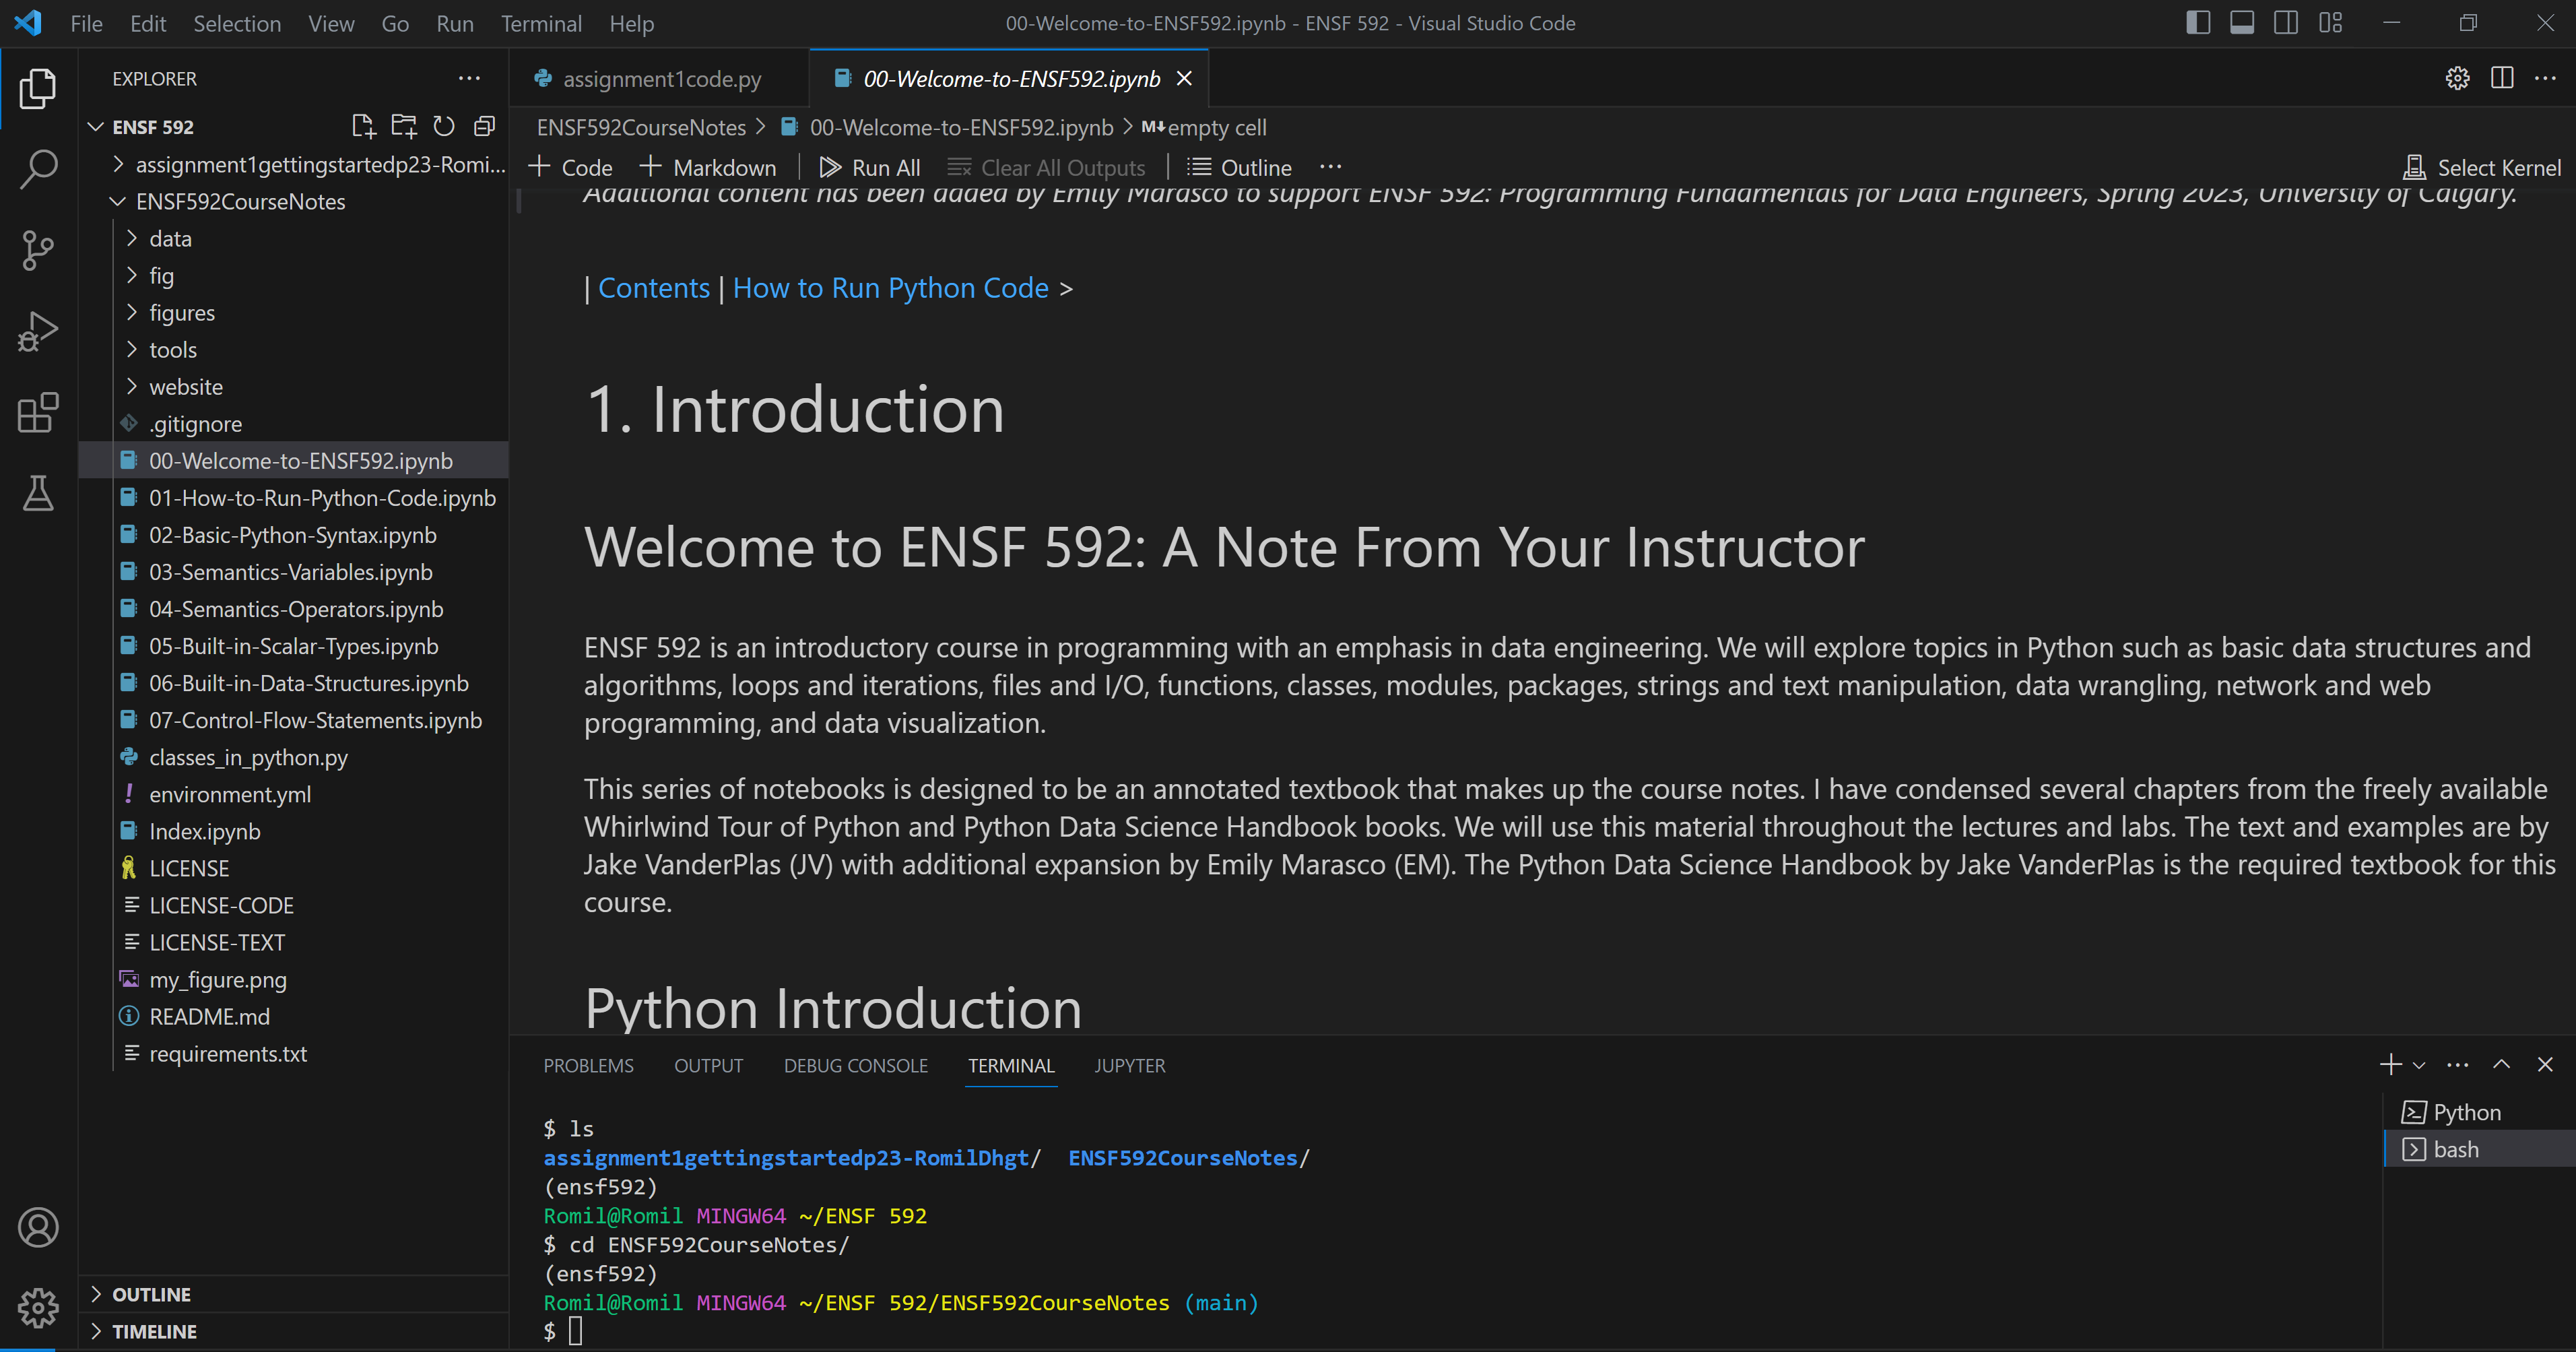 File Edit Selection View Go Run Terminal Help 00-Welcome-to-ENSF592.ipynb - ENSF 592 - Visual Studio Code
EXPLORER
ENSF 592
assignment1gettingstartedp23-Romi...
ENSF592CourseNotes
data
fig
figures
tools
website
.gitignore
00-Welcome-to-ENSF592.ipynb
01-How-to-Run-Python-Code.ipynb
02-Basic-Python-Syntax.ipynb
03-Semantics-Variables.ipynb
04-Semantics-Operators.ipynb
05-Built-in-Scalar-Types.ipynb
06-Built-in-Data-Structures.ipynb
07-Control-Flow-Statements.ipynb
classes_in_python.py
environment.yml
Index.ipynb
LICENSE
LICENSE-CODE
LICENSE-TEXT
my_figure.png
README.md
requirements.txt
OUTLINE
TIMELINE
assignment1code.py 00-Welcome-to-ENSF592.ipynb
ENSF592CourseNotes > 00-Welcome-to-ENSF592.ipynb > M↓empty cell
+ Code + Markdown | Run All Clear All Outputs | Outline ... Select Kernel
Additional content has been added by Emily Marasco to support ENSF 592: Programming Fundamentals for Data Engineers, Spring 2023, University of Calgary.
| Contents | How to Run Python Code >
1. Introduction
Welcome to ENSF 592: A Note From Your Instructor
ENSF 592 is an introductory course in programming with an emphasis in data engineering. We will explore topics in Python such as basic data structures and
algorithms, loops and iterations, files and I/O, functions, classes, modules, packages, strings and text manipulation, data wrangling, network and web
programming, and data visualization.
This series of notebooks is designed to be an annotated textbook that makes up the course notes. I have condensed several chapters from the freely available
Whirlwind Tour of Python and Python Data Science Handbook books. We will use this material throughout the lectures and labs. The text and examples are by
Jake VanderPlas (JV) with additional expansion by Emily Marasco (EM). The Python Data Science Handbook by Jake VanderPlas is the required textbook for this
course.
Python Introduction
PROBLEMS OUTPUT DEBUG CONSOLE TERMINAL JUPYTER
$ ls
assignment1gettingstartedp23-RomilDhgt/ ENSF592CourseNotes/
(ensf592)
Romil@Romil MINGW64 ~/ENSF 592
$ cd ENSF592CourseNotes/
(ensf592)
Romil@Romil MINGW64 ~/ENSF 592/ENSF592CourseNotes (main)
$
Python
bash